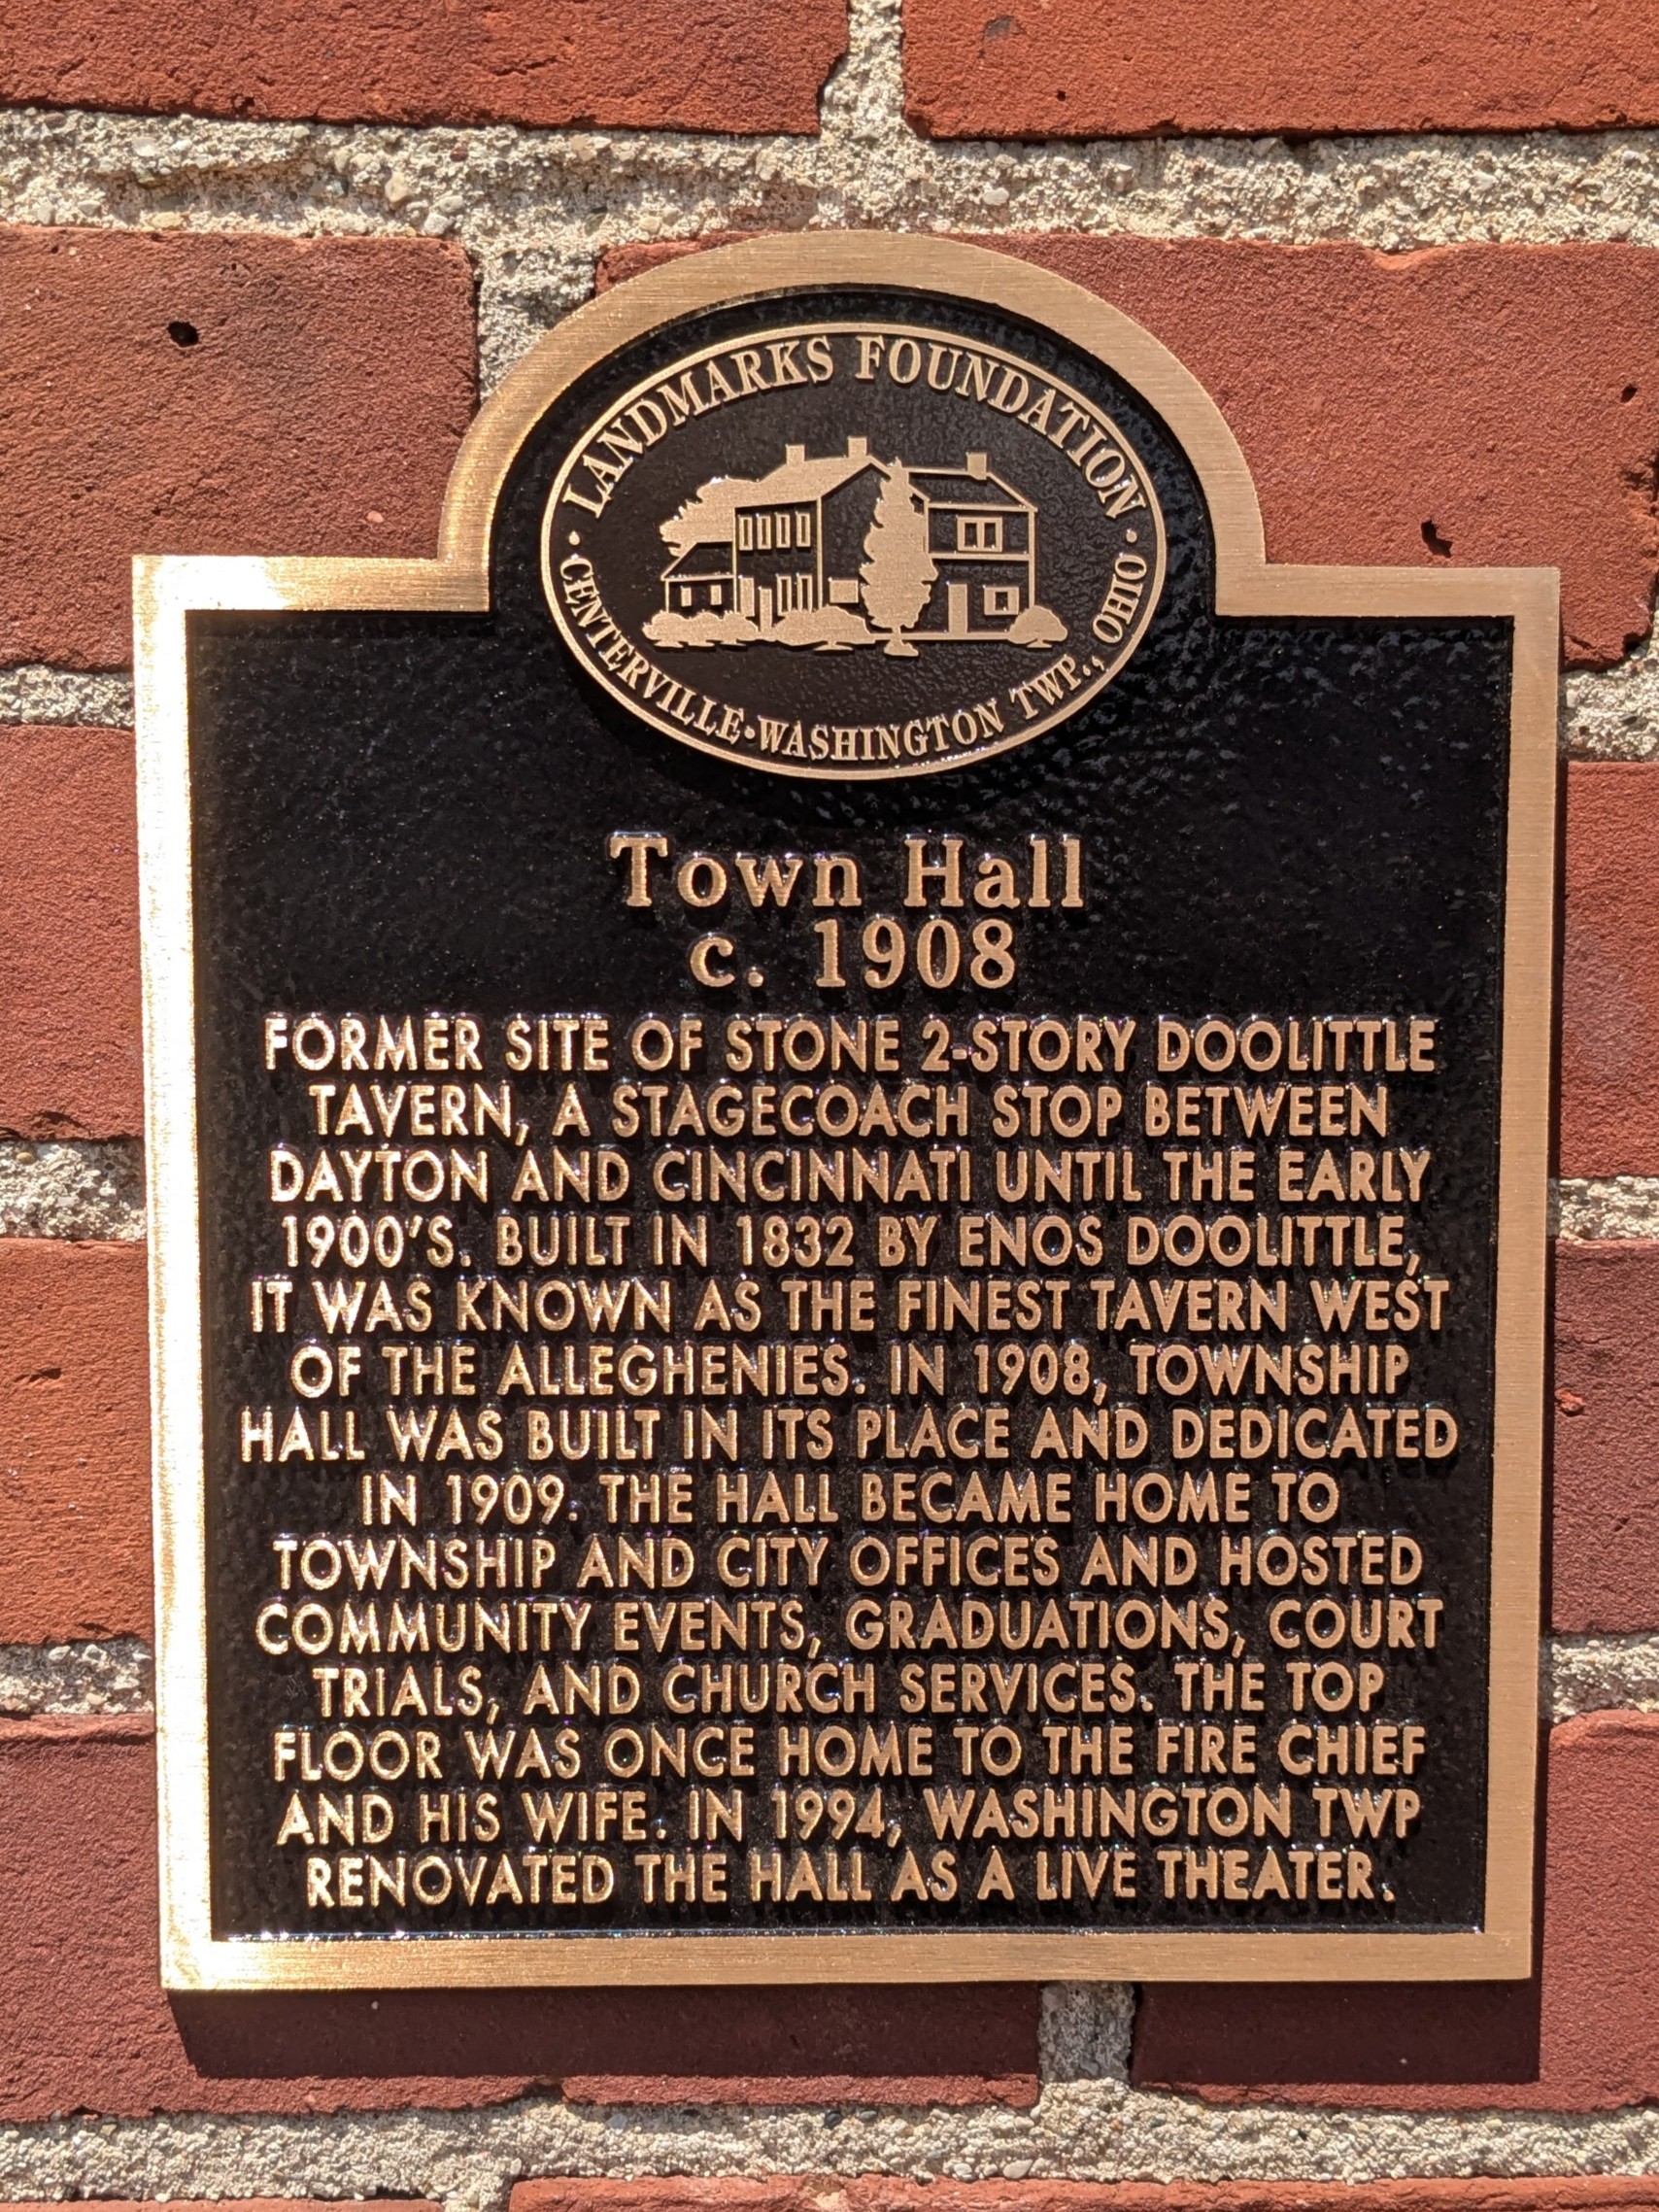 LANDMARKS FOUNDATION
• CENTERVILLE•WASHINGTON TWP., OHIO •
Town Hall
c. 1908
FORMER SITE OF STONE 2-STORY DOOLITTLE
TAVERN, A STAGECOACH STOP BETWEEN
DAYTON AND CINCINNATI UNTIL THE EARLY
1900'S. BUILT IN 1832 BY ENOS DOOLITTLE,
IT WAS KNOWN AS THE FINEST TAVERN WEST
OF THE ALLEGHENIES. IN 1908, TOWNSHIP
HALL WAS BUILT IN ITS PLACE AND DEDICATED
IN 1909. THE HALL BECAME HOME TO
TOWNSHIP AND CITY OFFICES AND HOSTED
COMMUNITY EVENTS, GRADUATIONS, COURT
TRIALS, AND CHURCH SERVICES. THE TOP
FLOOR WAS ONCE HOME TO THE FIRE CHIEF
AND HIS WIFE. IN 1994, WASHINGTON TWP
RENOVATED THE HALL AS A LIVE THEATER.